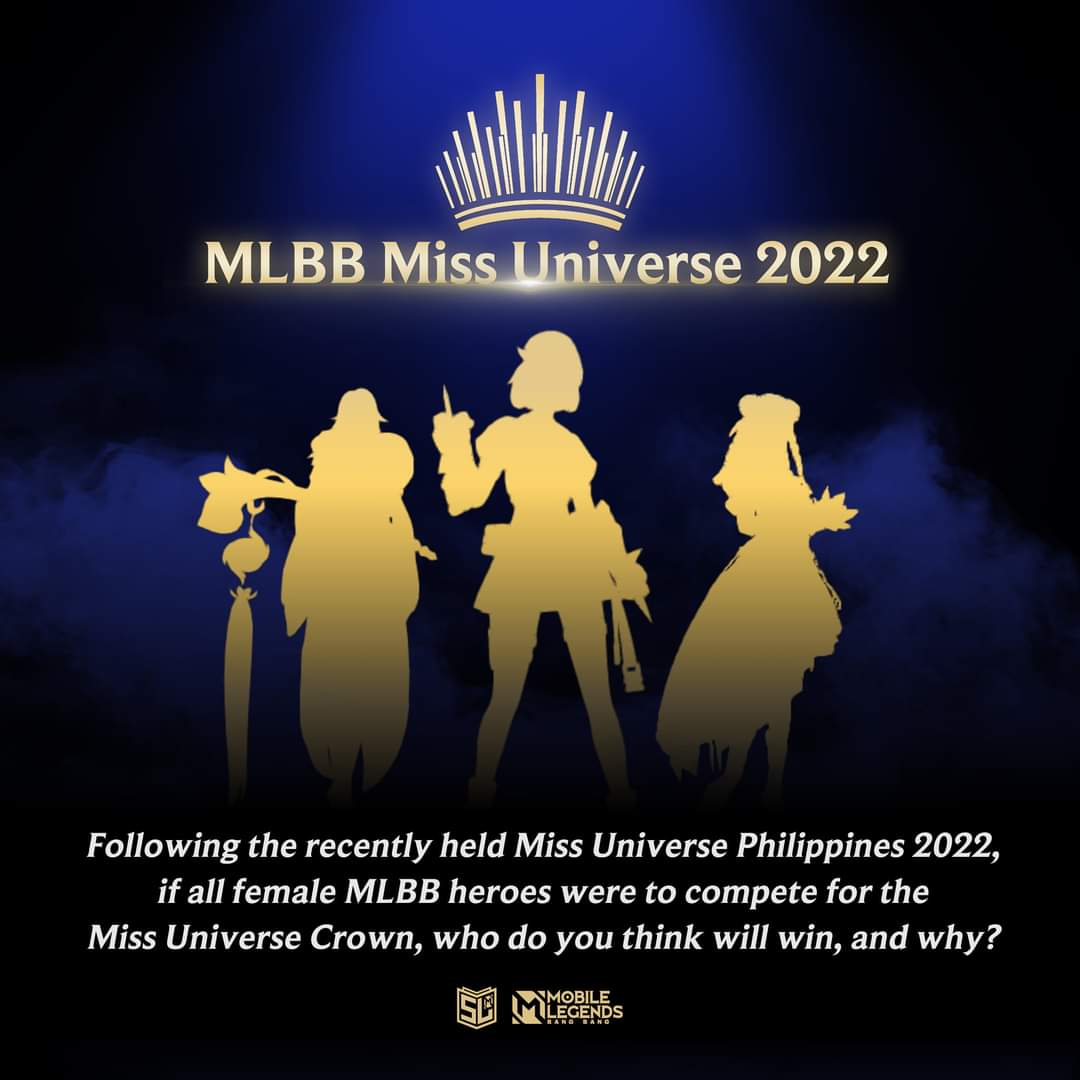 MLBB Miss Universe 2022
Following the recently held Miss Universe Philippines 2022,
if all female MLBB heroes were to compete for the
Miss Universe Crown, who do you think will win, and why?
SL
MOBILE
LEGENDS
BANG BANG